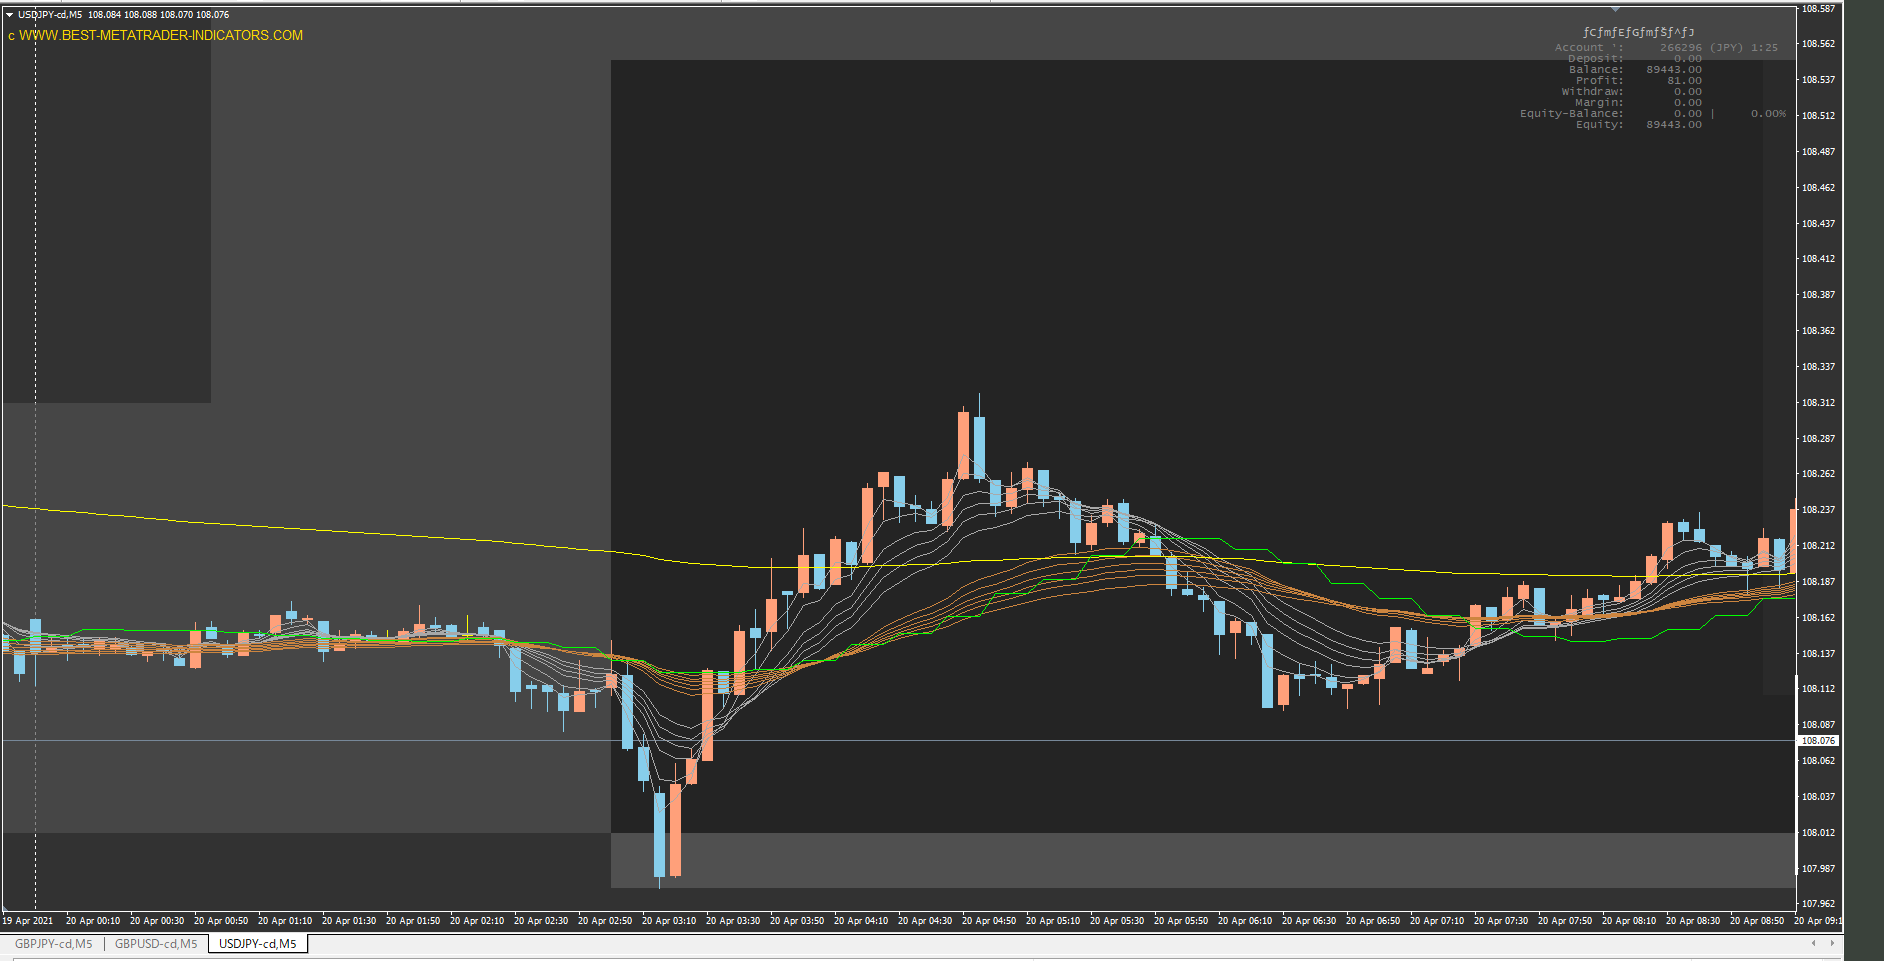 USDJPY-cd,M5 108.084 108.088 108.070 108.076
c WWW.BEST-METATRADER-INDICATORS.COM
ƒCƒmƒEƒGƒmƒŠƒ^ƒJ
Account ': 266296 (JPY) 1:25
Deposit: 0.00
Balance: 89443.00
Profit: 81.00
Withdraw: 0.00
Margin: 0.00
Equity-Balance: 0.00 | 0.00%
Equity: 89443.00
108.587
108.562
108.537
108.512
108.487
108.462
108.437
108.412
108.387
108.362
108.337
108.312
108.287
108.262
108.237
108.212
108.187
108.162
108.137
108.112
108.087
108.076
108.062
108.037
108.012
107.987
107.962
19 Apr 2021 20 Apr 00:10 20 Apr 00:30 20 Apr 00:50 20 Apr 01:10 20 Apr 01:30 20 Apr 01:50 20 Apr 02:10 20 Apr 02:30 20 Apr 02:50 20 Apr 03:10 20 Apr 03:30 20 Apr 03:50 20 Apr 04:10 20 Apr 04:30 20 Apr 04:50 20 Apr 05:10 20 Apr 05:30 20 Apr 05:50 20 Apr 06:10 20 Apr 06:30 20 Apr 06:50 20 Apr 07:10 20 Apr 07:30 20 Apr 07:50 20 Apr 08:10 20 Apr 08:30 20 Apr 08:50 20 Apr 09:1
GBPJPY-cd,M5 GBPUSD-cd,M5 USDJPY-cd,M5